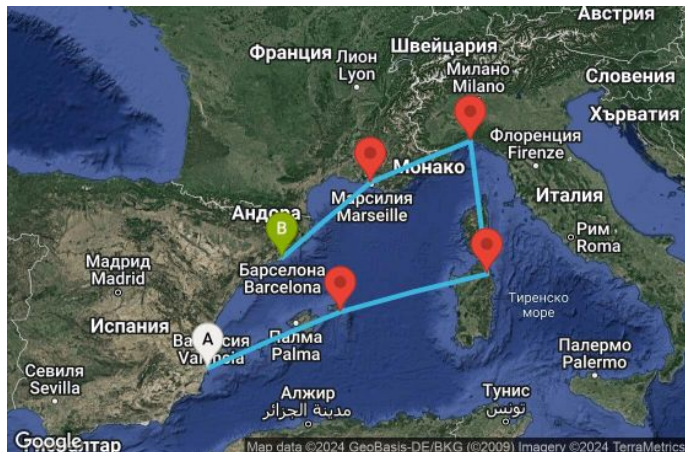 Австрия
Франция
Лион
Lyon
Швейцария
Милано
Milano
Словения
Хърватия
Флоренция
Firenze
Монако
Марсилия
Marseille
Италия
Андора
B
Рим
Roma
Барселона
Barcelona
Мадрид
Madrid
Тиренско
море
Испания
A
Палма
Palma
Палермо
Palermo
Севиля
Sevilla
Алжир
مدينة الجزائر
Тунис
تونس
Google
Map data ©2024 GeoBasis-DE/BKG (©2009) Imagery ©2024 TerraMetrics